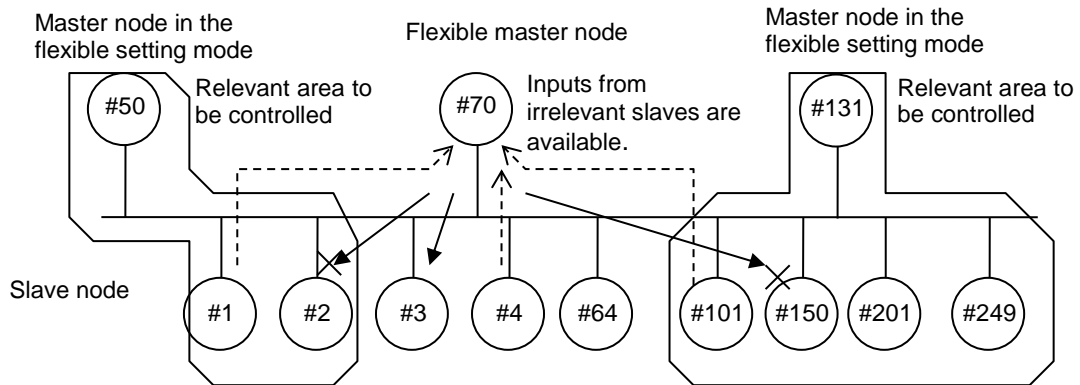 Master node in the
flexible setting mode
Flexible master node
Master node in the
flexible setting mode
#50
Relevant area to
be controlled
#70
Inputs from
irrelevant slaves are
available.
#131
Relevant area to
be controlled
Slave node
#1
#2
#3
#4
#64
#101
#150
#201
#249